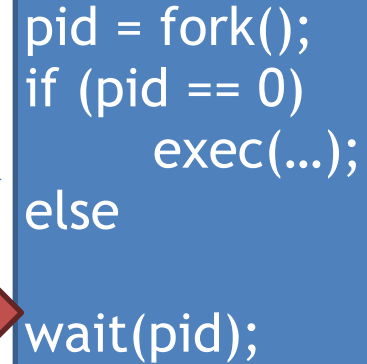 pid = fork();
if (pid == 0)
exec(…);
else
wait(pid);